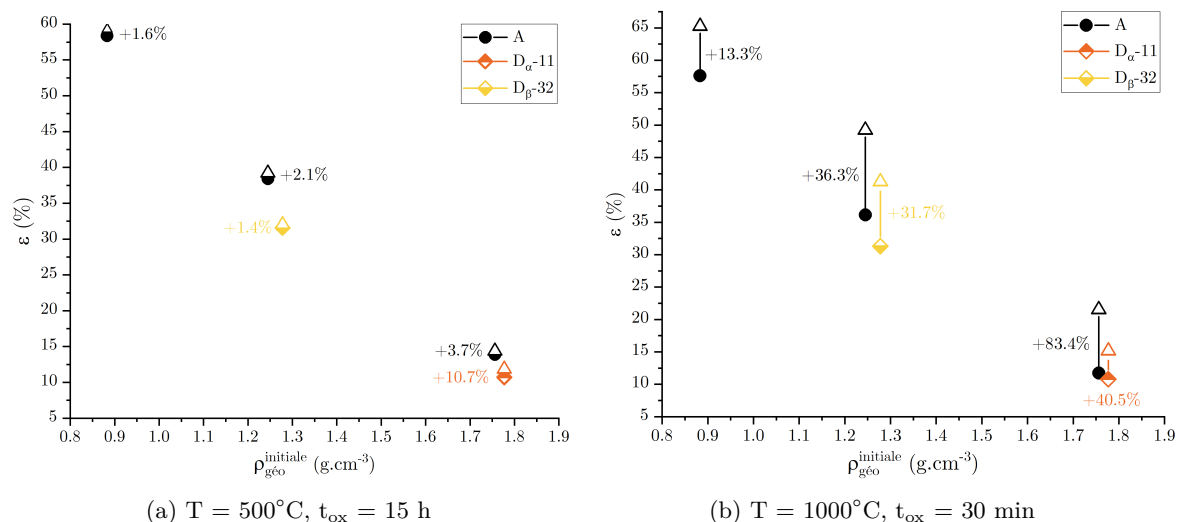 60
55
50
45
40
35
30
25
20
15
10
5
ε (%)
+1.6%
+2.1%
+1.4%
+3.7%
+10.7%
A
Dα-11
Dβ-32
0.8 0.9 1.0 1.1 1.2 1.3 1.4 1.5 1.6 1.7 1.8 1.9
ρ_géo^initiale (g.cm⁻³)
(a) T = 500°C, tₒₓ = 15 h
65
60
55
50
45
40
35
30
25
20
15
10
5
ε (%)
+13.3%
+36.3%
+31.7%
+83.4%
+40.5%
A
Dα-11
Dβ-32
0.8 0.9 1.0 1.1 1.2 1.3 1.4 1.5 1.6 1.7 1.8 1.9
ρ_géo^initiale (g.cm⁻³)
(b) T = 1000°C, tₒₓ = 30 min